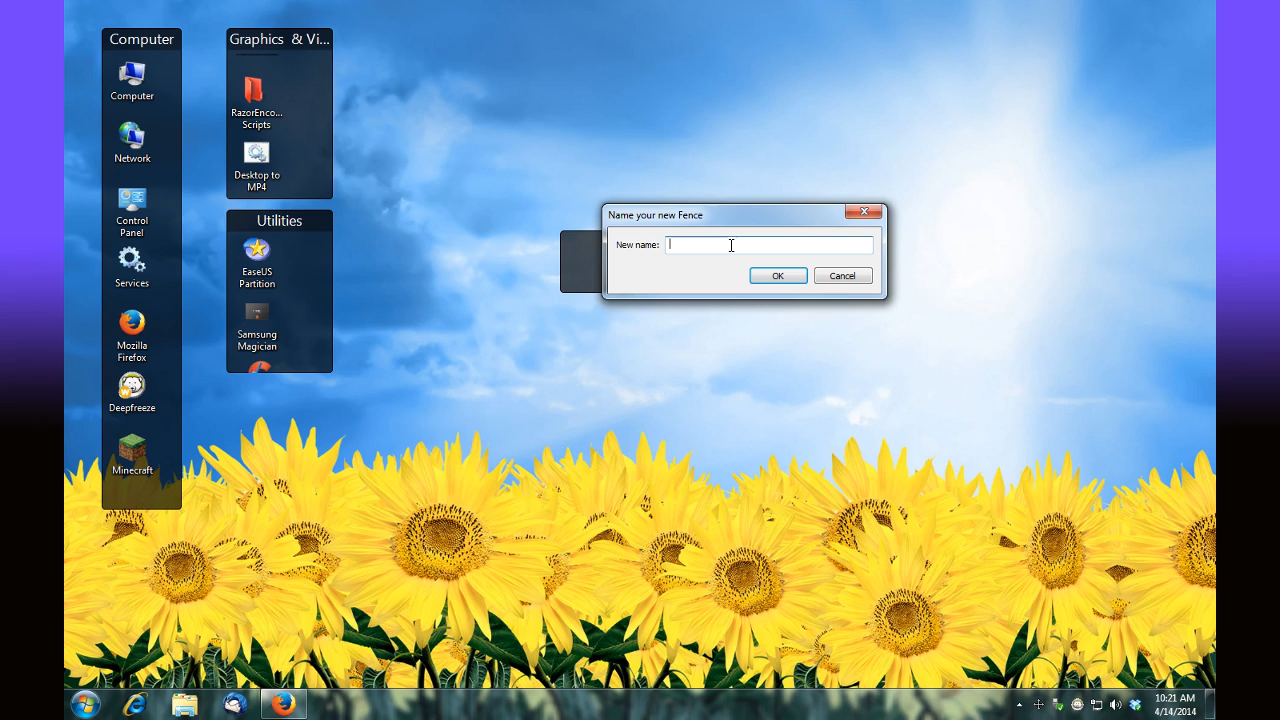 Computer
Computer
Network
Control
Panel
Services
Mozilla
Firefox
Deepfreeze
Minecraft
Graphics & Vi...
RazorEnco...
Scripts
Desktop to
MP4
Utilities
EaseUS
Partition
Samsung
Magician
Name your new Fence
New name:
OK
Cancel
10:21 AM
4/14/2014